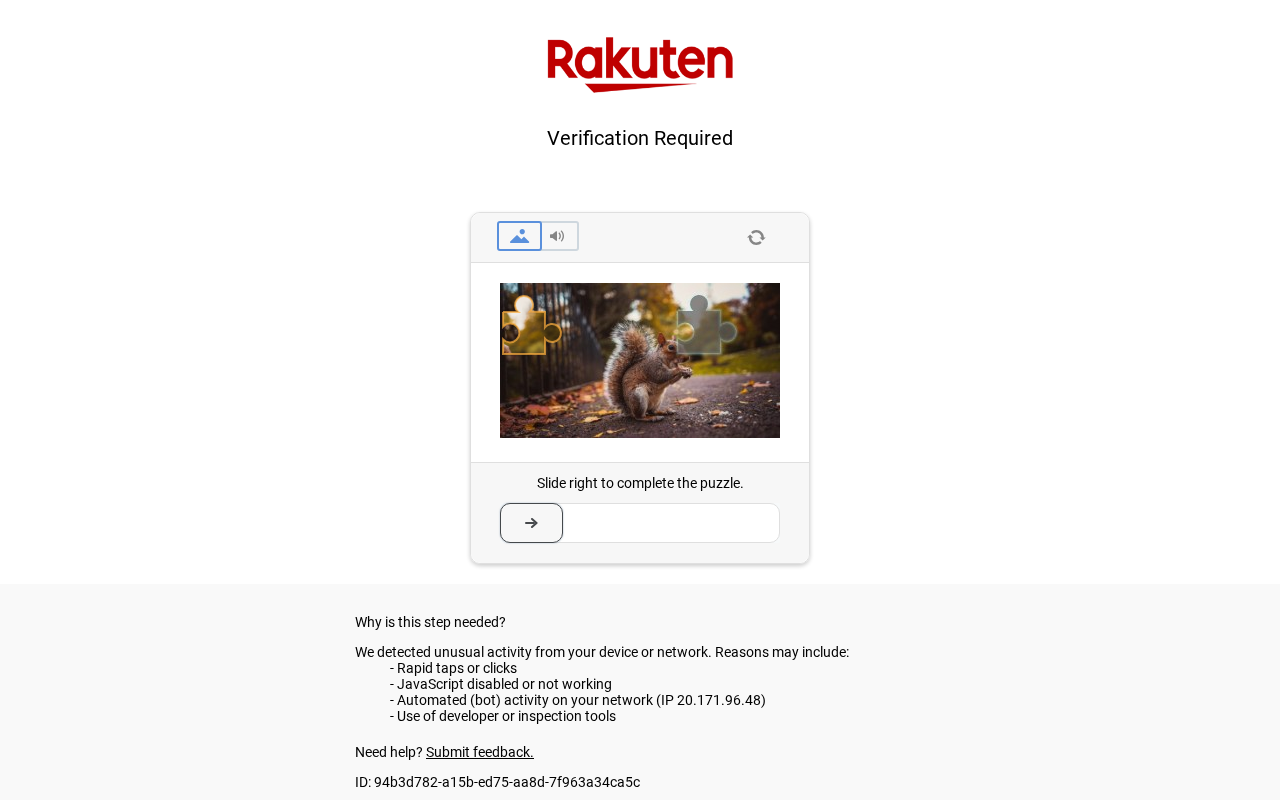 Rakuten
Verification Required
Slide right to complete the puzzle.
Why is this step needed?
We detected unusual activity from your device or network. Reasons may include:
- Rapid taps or clicks
- JavaScript disabled or not working
- Automated (bot) activity on your network (IP 20.171.96.48)
- Use of developer or inspection tools
Need help? Submit feedback.
ID: 94b3d782-a15b-ed75-aa8d-7f963a34ca5c